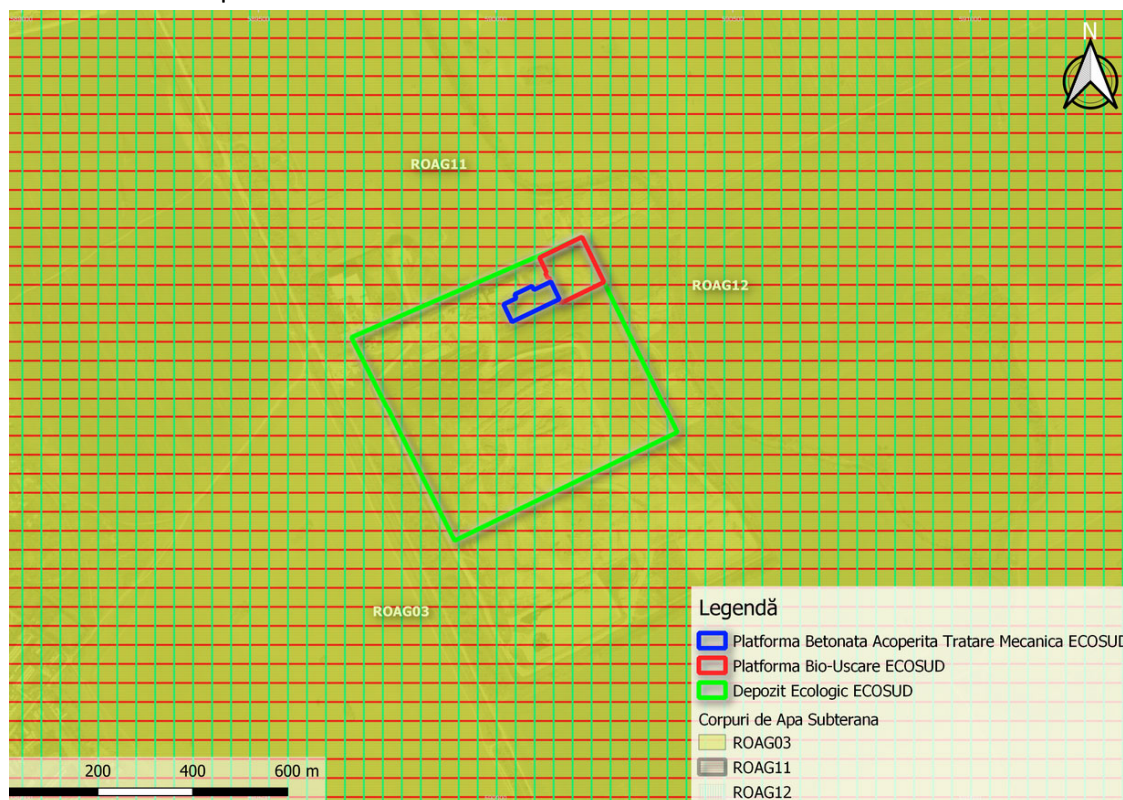 N
ROAG11
ROAG12
ROAG03
Legendă
Platforma Betonata Acoperita Tratare Mecanica ECOSUD
Platforma Bio-Uscare ECOSUD
Depozit Ecologic ECOSUD
Corpuri de Apa Subterana
ROAG03
ROAG11
ROAG12
200 400 600 m